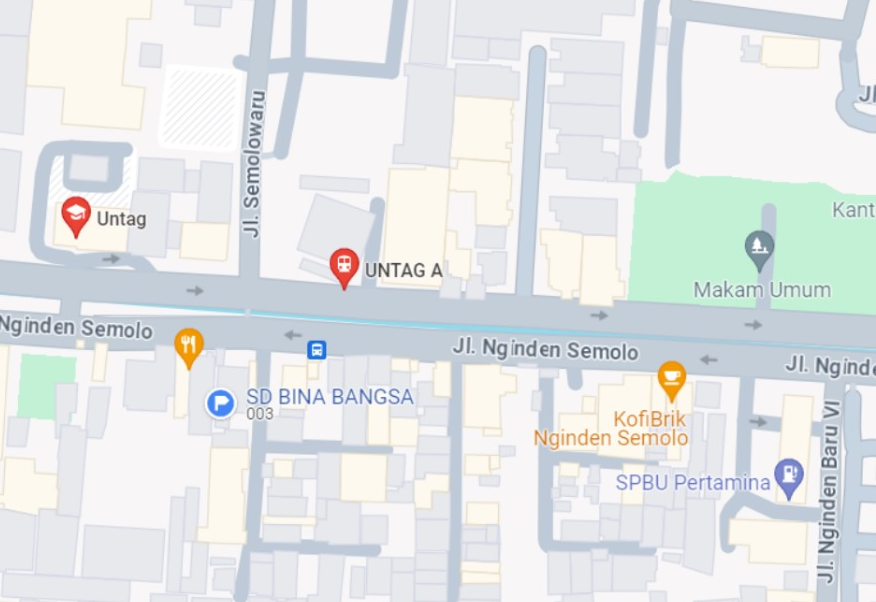 Jl.
Jl. Semolowaru
Untag
Kant
UNTAG A
Makam Umum
Nginden Semolo
Jl. Nginden Semolo
Jl. Nginde
SD BINA BANGSA
003
KofiBrik
Nginden Semolo
SPBU Pertamina
Jl. Nginden Baru VI